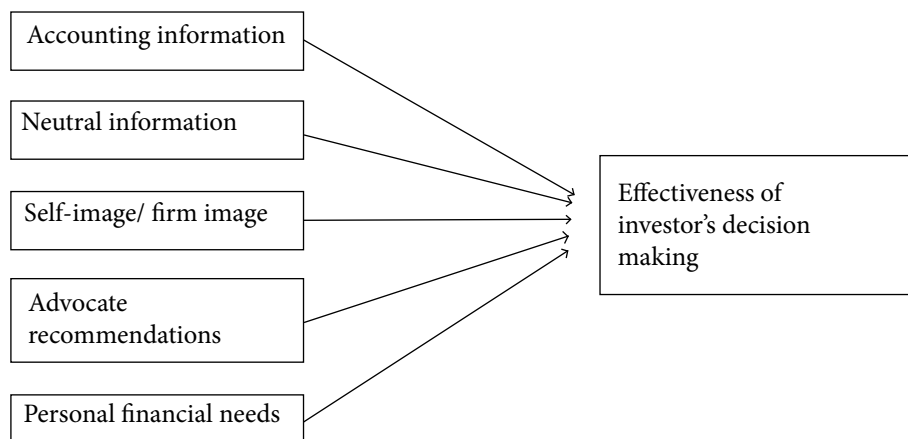 Accounting information
Neutral information
Self-image/ firm image
Advocate
recommendations
Personal financial needs
Effectiveness of
investor’s decision
making